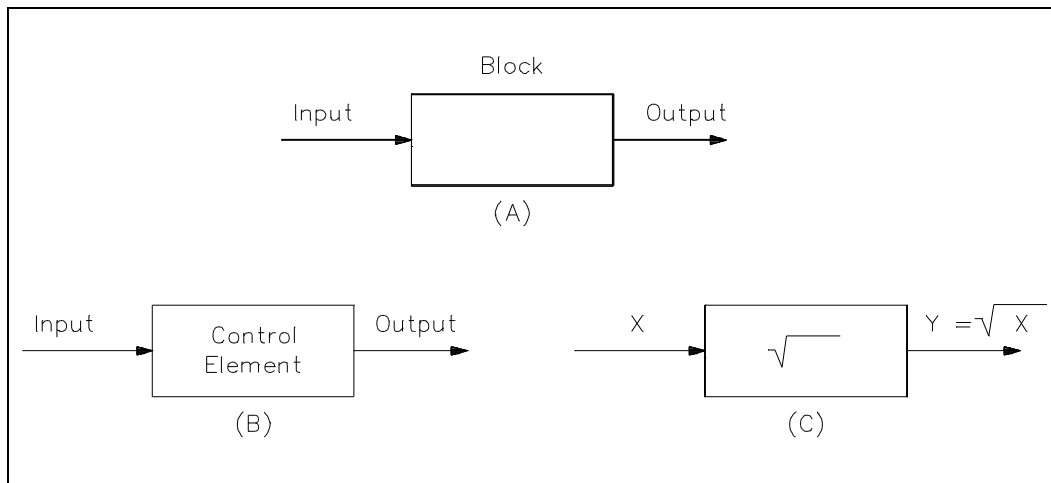 Block
Input
Output
(A)
Input
Control
Element
Output
(B)
X
√
Y = √X
(C)